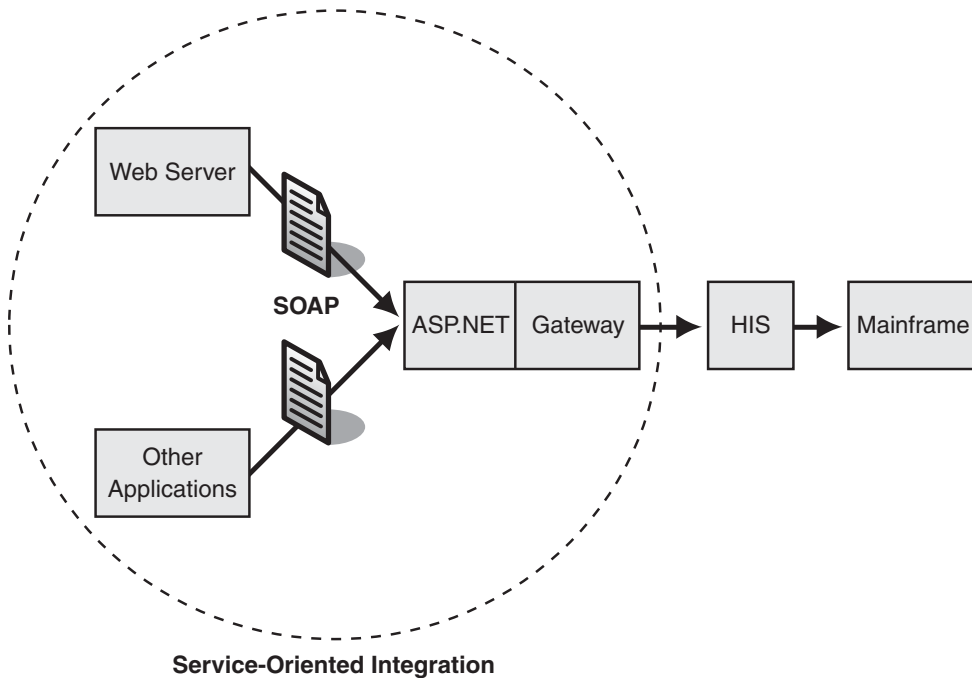 Web Server
SOAP
ASP.NET
Gateway
HIS
Mainframe
Other
Applications
Service-Oriented Integration